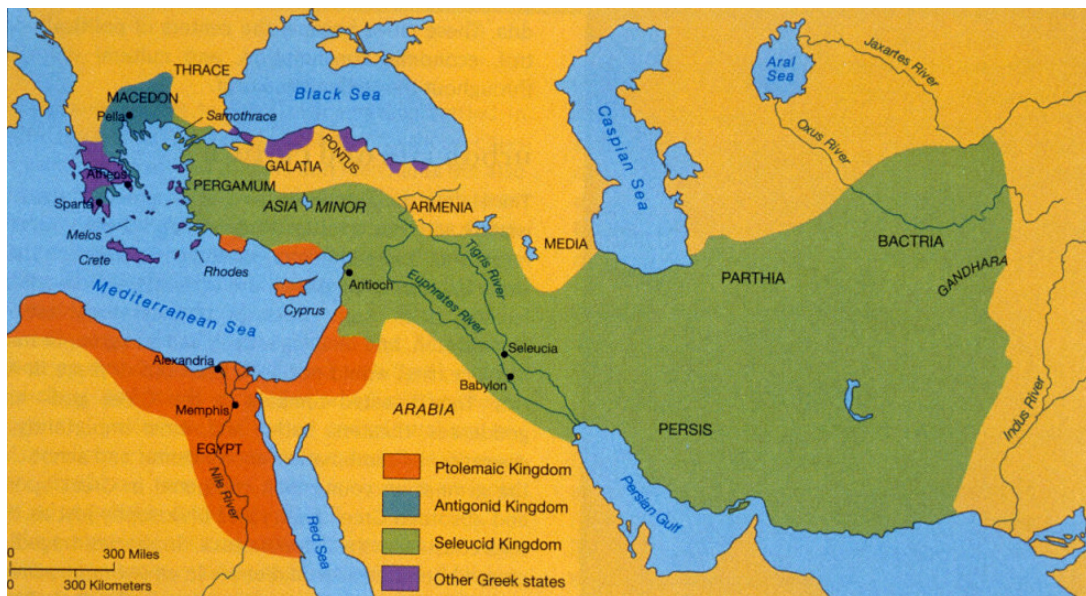 THRACE
MACEDON
Pella
Samothrace
Black Sea
Aral
Sea
Jaxartes River
Oxus River
Caspian Sea
PONTUS
GALATIA
PERGAMUM
ASIA MINOR
ARMENIA
MEDIA
Athens
Sparta
Melos
Crete
Rhodes
Cyprus
Antioch
Tigris River
Euphrates River
PARTHIA
BACTRIA
GANDHARA
Mediterranean Sea
Alexandria
Memphis
EGYPT
Nile River
Red Sea
ARABIA
Seleucia
Babylon
PERSIS
Persian Gulf
Indus River
Ptolemaic Kingdom
Antigonid Kingdom
Seleucid Kingdom
Other Greek states
0 300 Miles
0 300 Kilometers